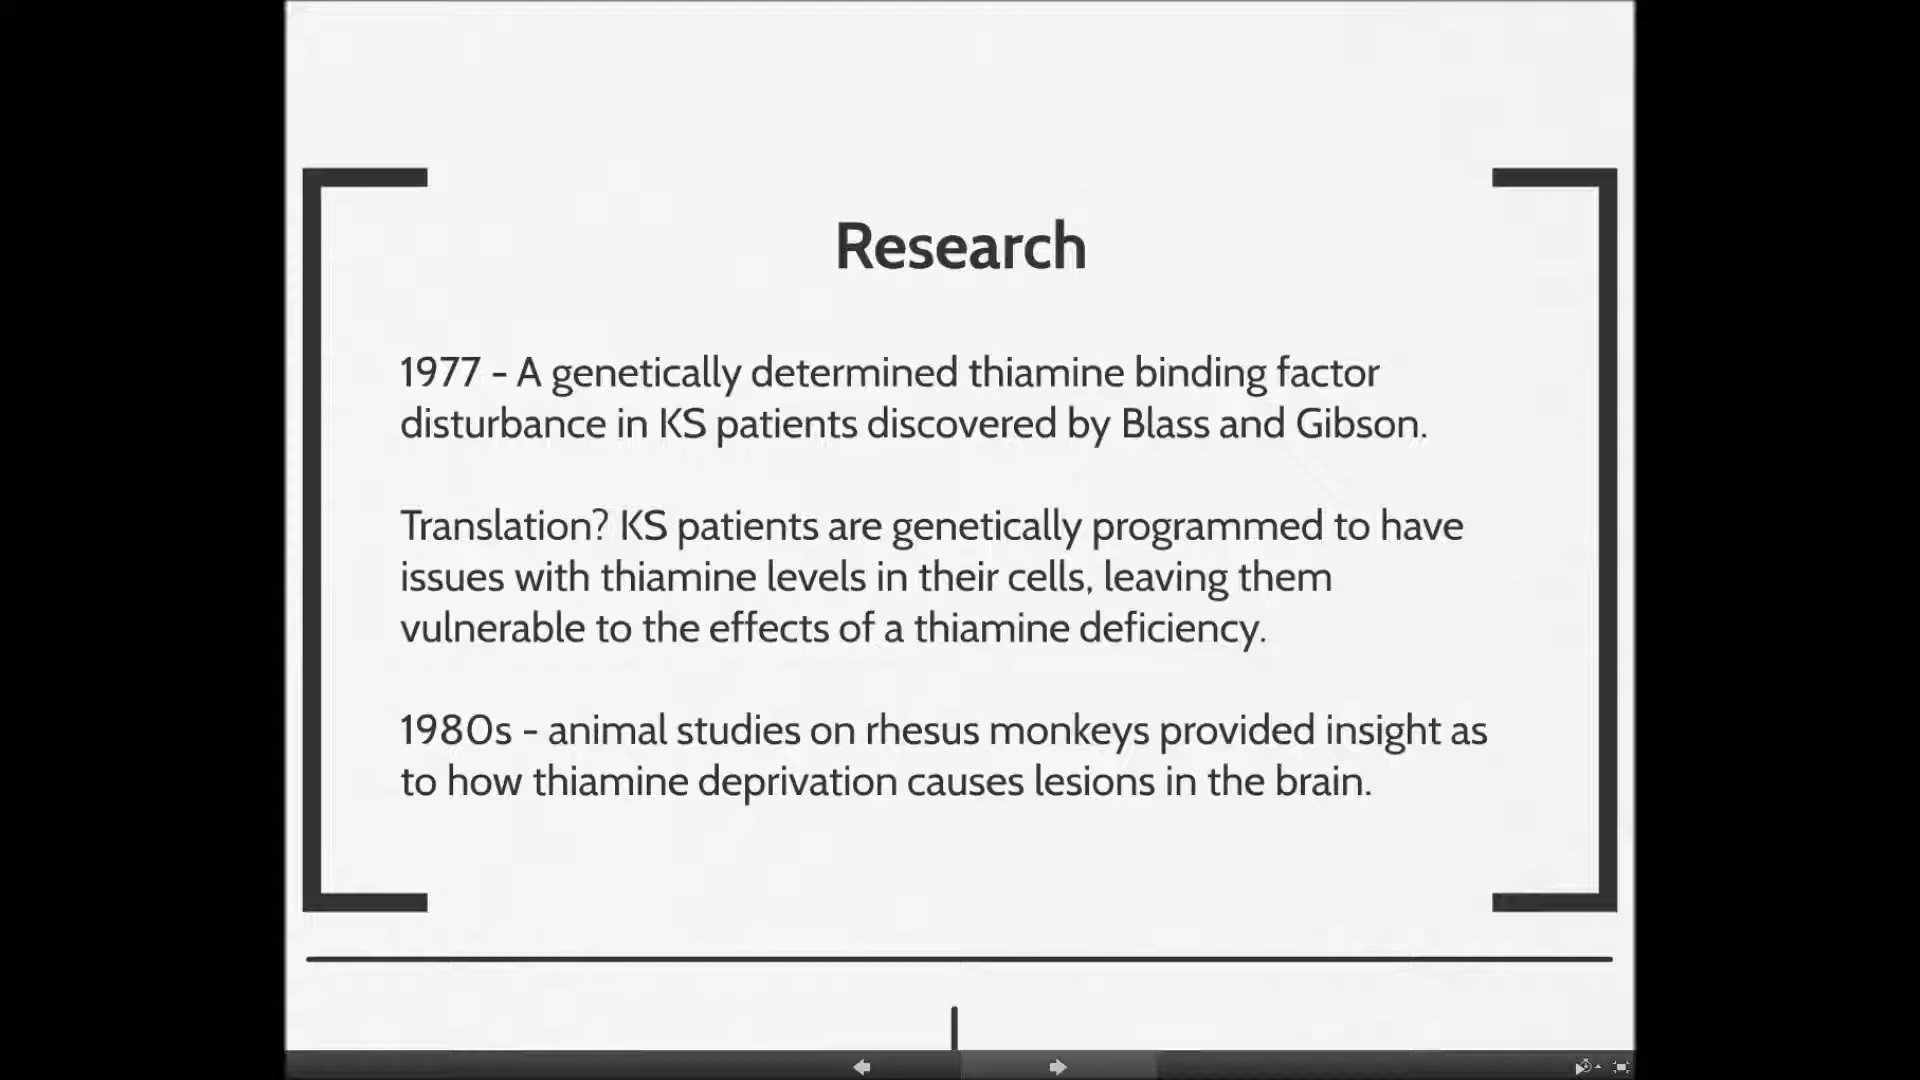 Research
1977 - A genetically determined thiamine binding factor
disturbance in KS patients discovered by Blass and Gibson.
Translation? KS patients are genetically programmed to have
issues with thiamine levels in their cells, leaving them
vulnerable to the effects of a thiamine deficiency.
1980s - animal studies on rhesus monkeys provided insight as
to how thiamine deprivation causes lesions in the brain.